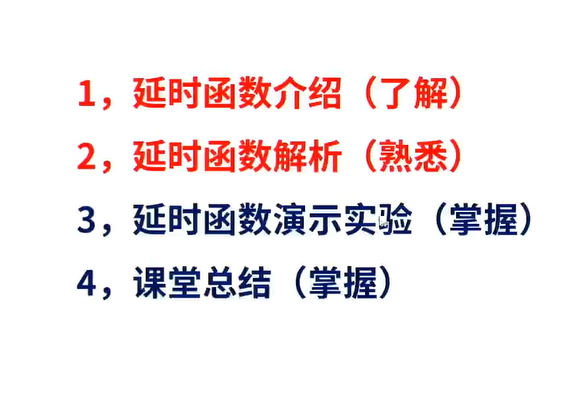 1，延时函数介绍（了解）
2，延时函数解析（熟悉）
3，延时函数演示实验（掌握）
4，课堂总结（掌握）